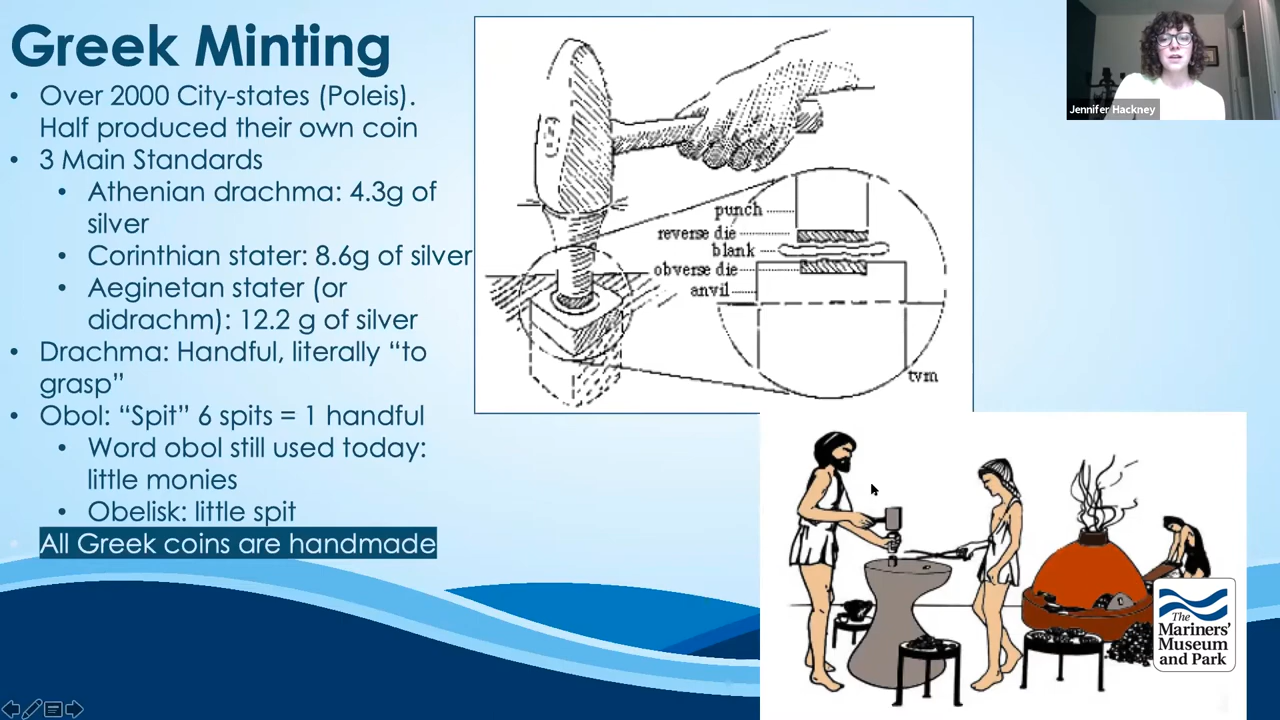 Greek Minting
• Over 2000 City-states (Poleis).
Half produced their own coin
• 3 Main Standards
• Athenian drachma: 4.3g of
silver
• Corinthian stater: 8.6g of silver
• Aeginetan stater (or
didrachm): 12.2 g of silver
• Drachma: Handful, literally “to
grasp”
• Obol: “Spit” 6 spits = 1 handful
• Word obol still used today:
little monies
• Obelisk: little spit
All Greek coins are handmade
punch
reverse die
blank
obverse die
anvil
tvm
Jennifer Hackney
The
Mariners’
Museum
and Park